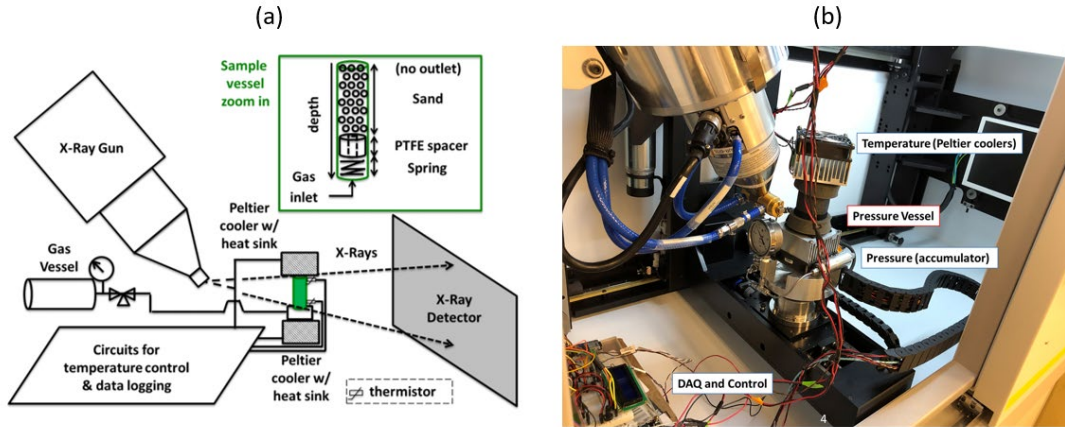 (a)
(b)
Sample
vessel
zoom in
depth
(no outlet)
Sand
PTFE spacer
Spring
Gas
inlet
X-Ray Gun
Peltier
cooler w/
heat sink
Gas
Vessel
X-Rays
X-Ray
Detector
Circuits for
temperature control
& data logging
Peltier
cooler w/
heat sink
thermistor
Temperature (Peltier coolers)
Pressure Vessel
Pressure (accumulator)
DAQ and Control
4